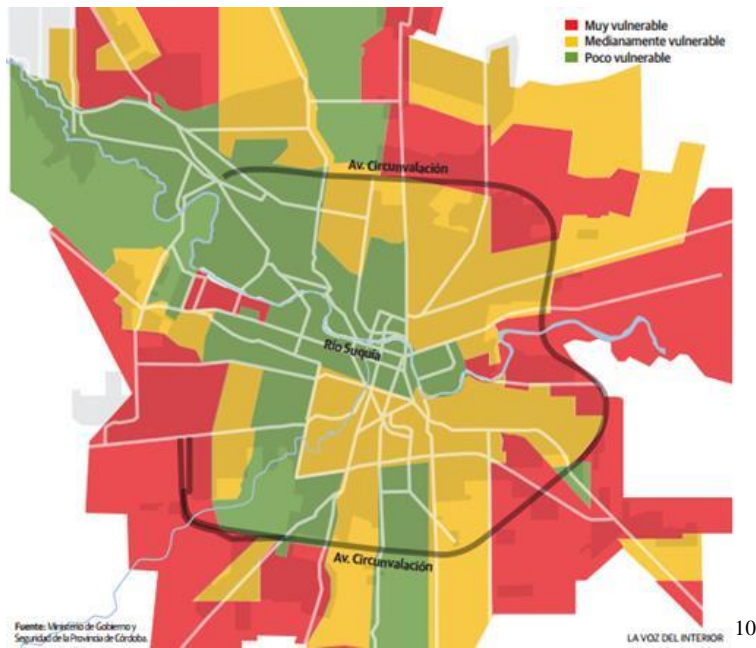 Muy vulnerable
Medianamente vulnerable
Poco vulnerable
Av. Circunvalación
Río Suquía
Av. Circunvalación
Fuente: Ministerio de Gobierno y
Seguridad de la Provincia de Córdoba.
LA VOZ DEL INTERIOR
10